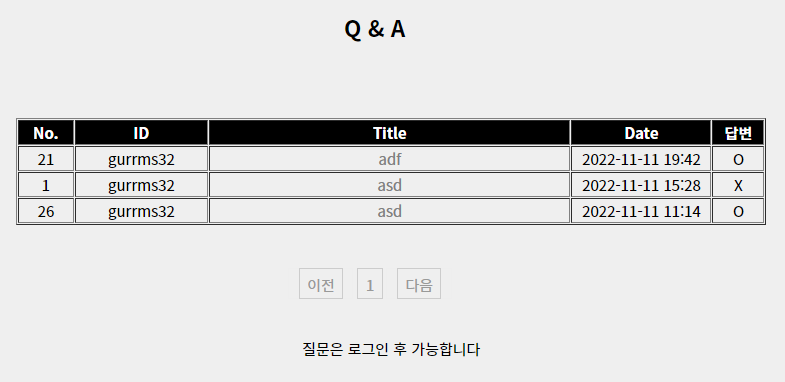 Q & A
No. ID Title Date 답변
21 gurrms32 adf 2022-11-11 19:42 O
1 gurrms32 asd 2022-11-11 15:28 X
26 gurrms32 asd 2022-11-11 11:14 O
이전 1 다음
질문은 로그인 후 가능합니다